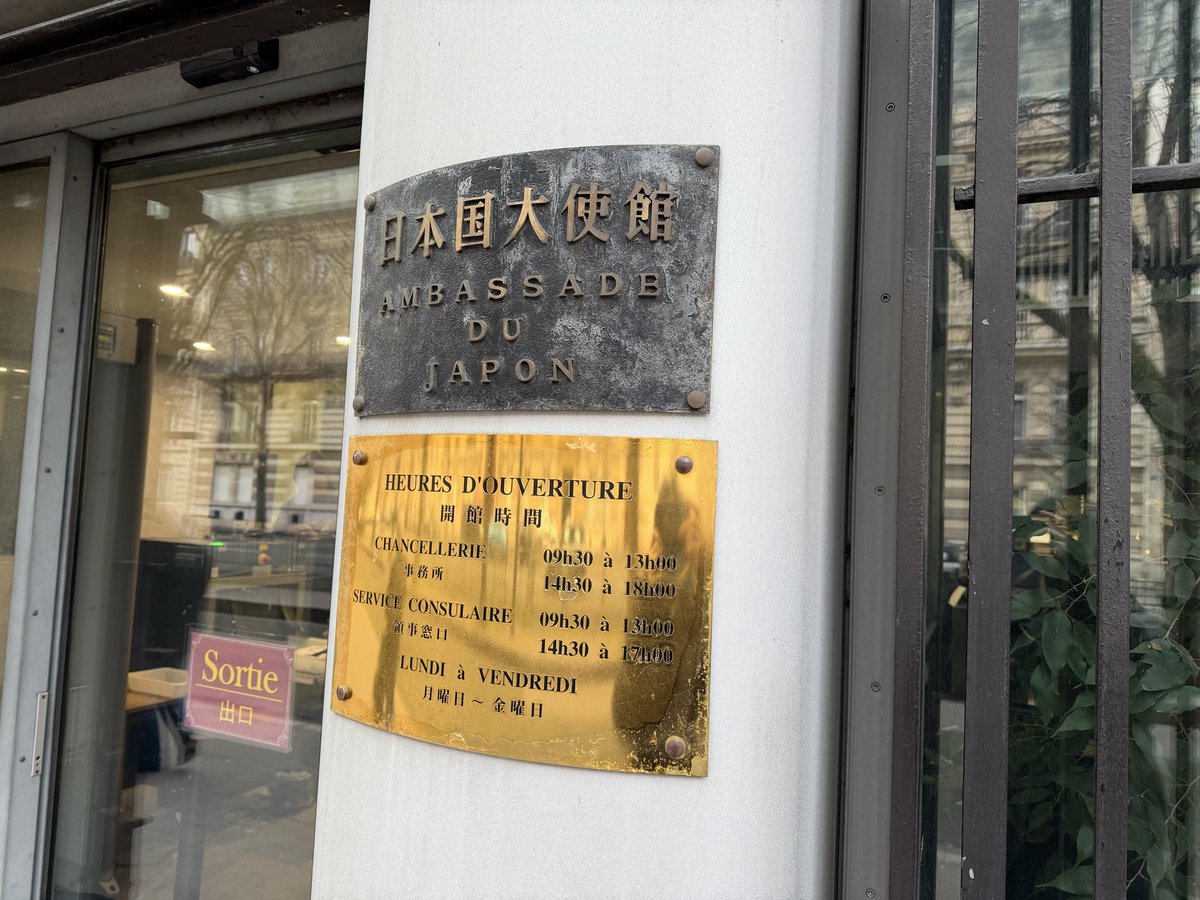 日本国大使館
AMBASSADE
DU
JAPON
HEURES D'OUVERTURE
開館時間
CHANCELLERIE 09h30 à 13h00
事務所 14h30 à 18h00
SERVICE CONSULAIRE 09h30 à 13h00
領事窓口 14h30 à 17h00
LUNDI à VENDREDI
月曜日～金曜日
Sortie
出口